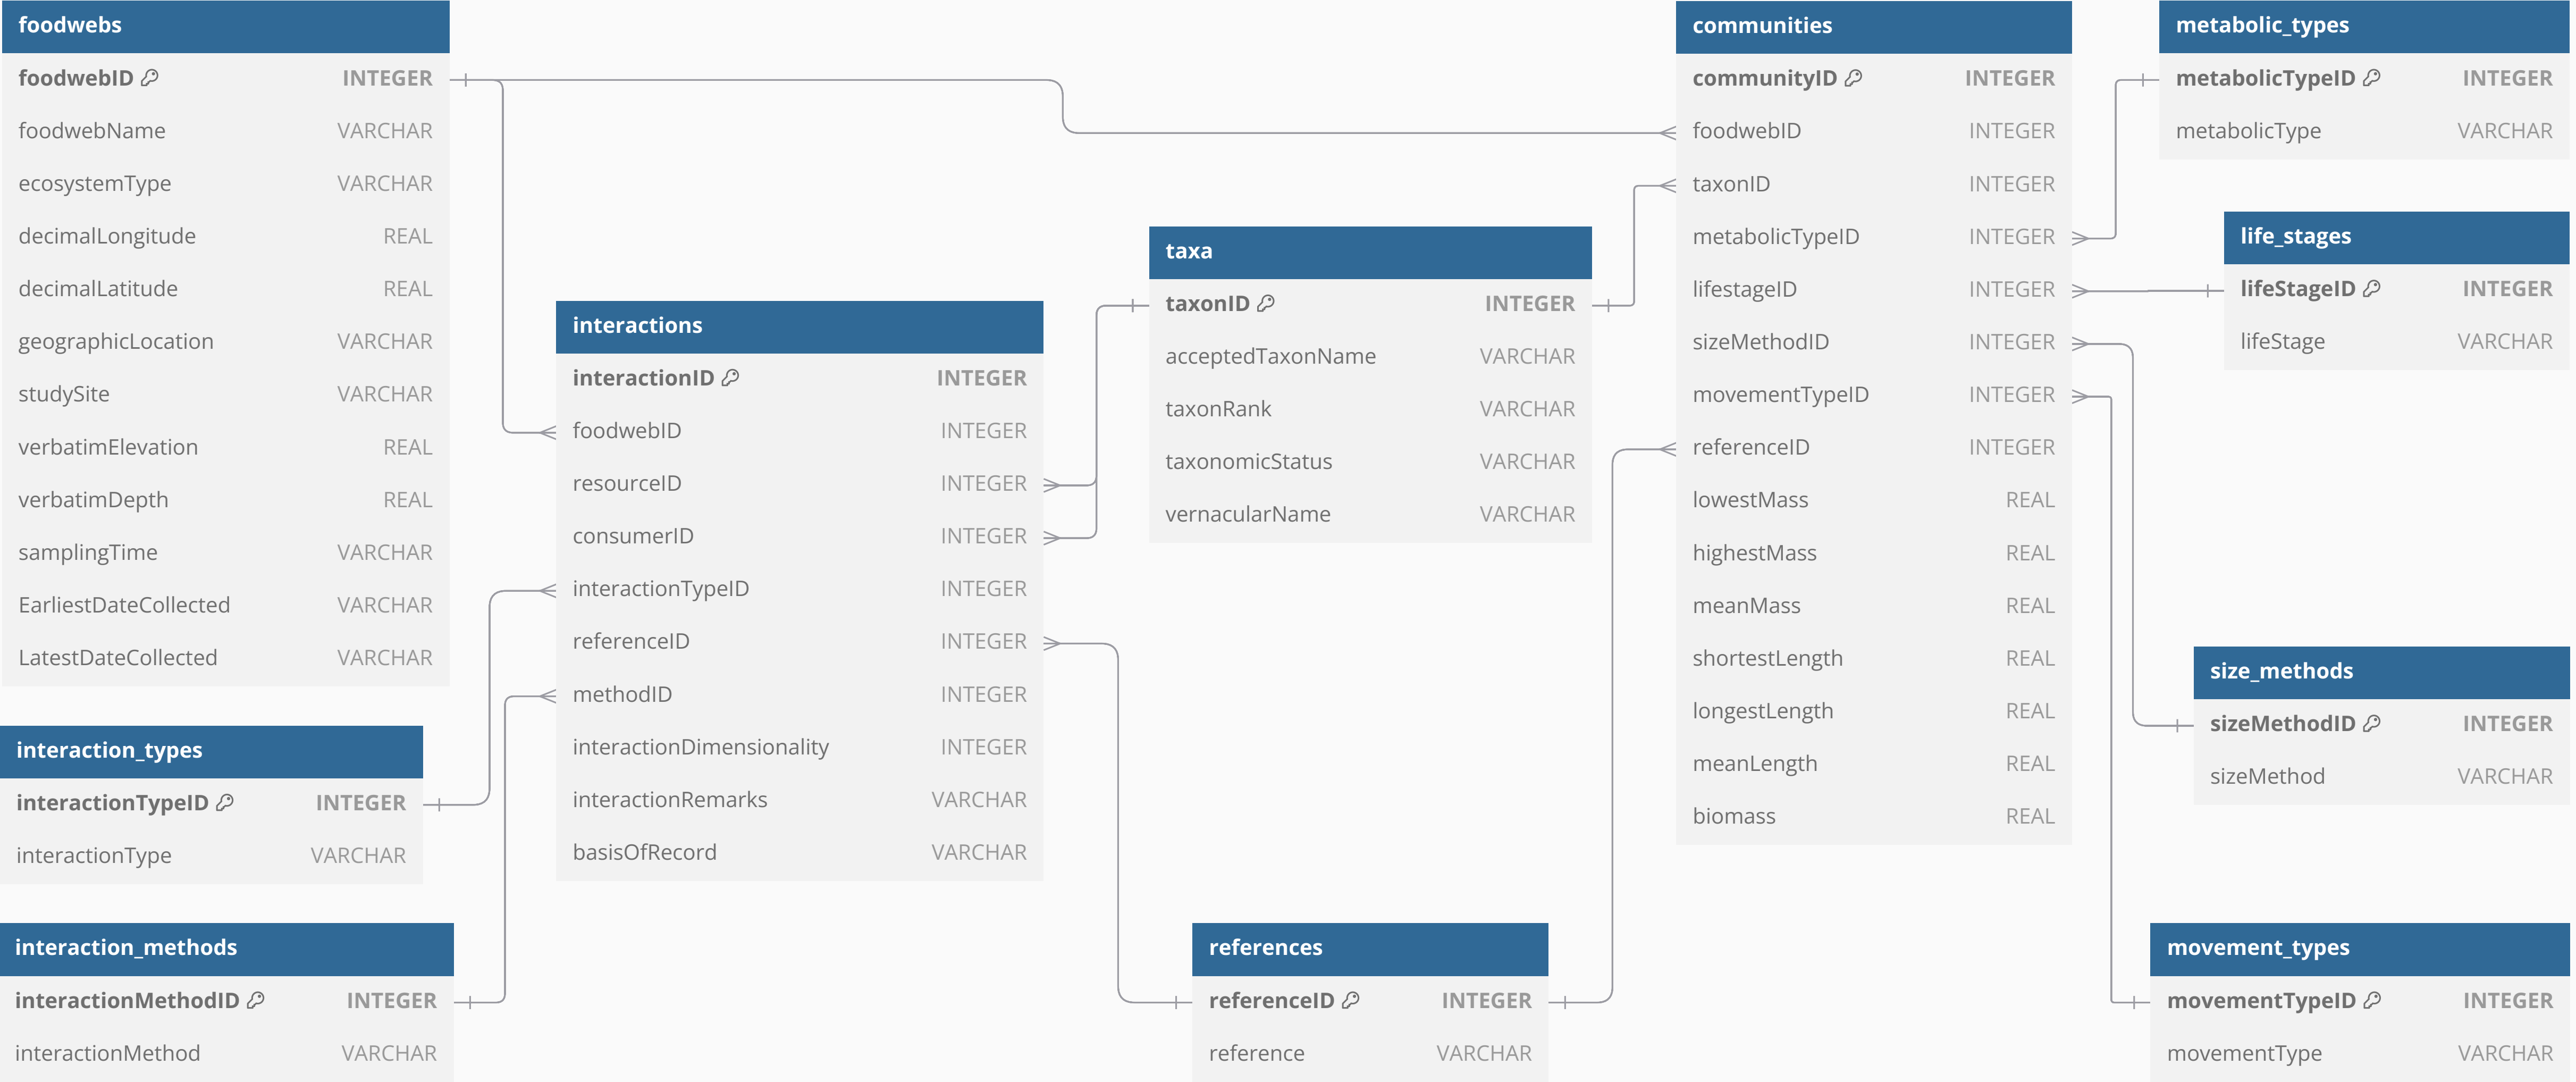 foodwebs
foodwebID INTEGER
foodwebName VARCHAR
ecosystemType VARCHAR
decimalLongitude REAL
decimalLatitude REAL
geographicLocation VARCHAR
studySite VARCHAR
verbatimElevation REAL
verbatimDepth REAL
samplingTime VARCHAR
EarliestDateCollected VARCHAR
LatestDateCollected VARCHAR
interaction_types
interactionTypeID INTEGER
interactionType VARCHAR
interaction_methods
interactionMethodID INTEGER
interactionMethod VARCHAR
interactions
interactionID INTEGER
foodwebID INTEGER
resourceID INTEGER
consumerID INTEGER
interactionTypeID INTEGER
referenceID INTEGER
methodID INTEGER
interactionDimensionality INTEGER
interactionRemarks VARCHAR
basisOfRecord VARCHAR
taxa
taxonID INTEGER
acceptedTaxonName VARCHAR
taxonRank VARCHAR
taxonomicStatus VARCHAR
vernacularName VARCHAR
references
referenceID INTEGER
reference VARCHAR
communities
communityID INTEGER
foodwebID INTEGER
taxonID INTEGER
metabolicTypeID INTEGER
lifestageID INTEGER
sizeMethodID INTEGER
movementTypeID INTEGER
referenceID INTEGER
lowestMass REAL
highestMass REAL
meanMass REAL
shortestLength REAL
longestLength REAL
meanLength REAL
biomass REAL
metabolic_types
metabolicTypeID INTEGER
metabolicType VARCHAR
life_stages
lifeStageID INTEGER
lifeStage VARCHAR
size_methods
sizeMethodID INTEGER
sizeMethod VARCHAR
movement_types
movementTypeID INTEGER
movementType VARCHAR